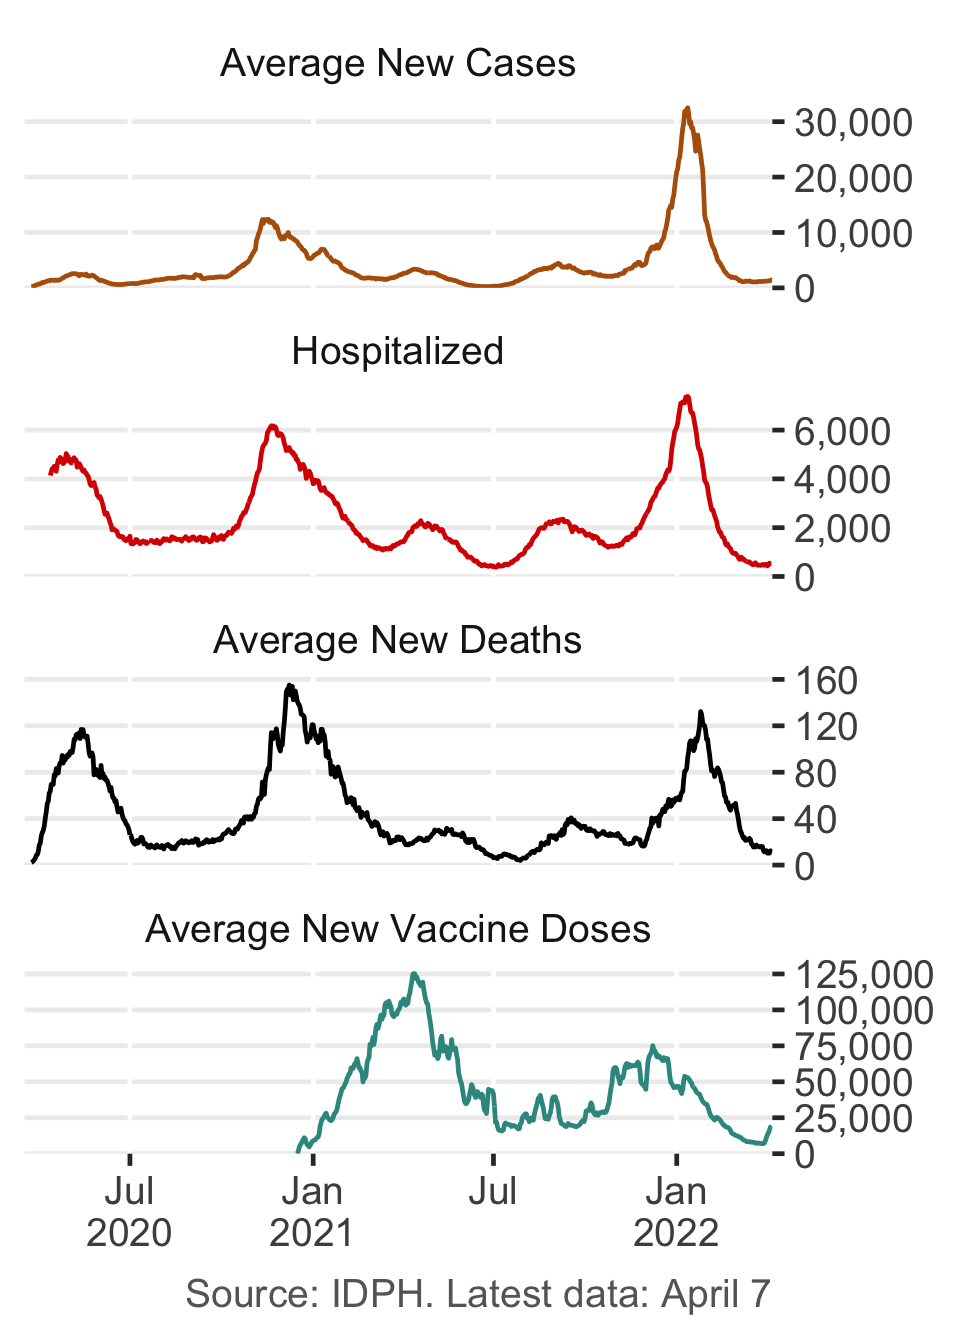 Average New Cases
30,000
20,000
10,000
0
Hospitalized
6,000
4,000
2,000
0
Average New Deaths
160
120
80
40
0
Average New Vaccine Doses
125,000
100,000
75,000
50,000
25,000
0
Jul Jan Jul Jan
2020 2021 2022
Source: IDPH. Latest data: April 7